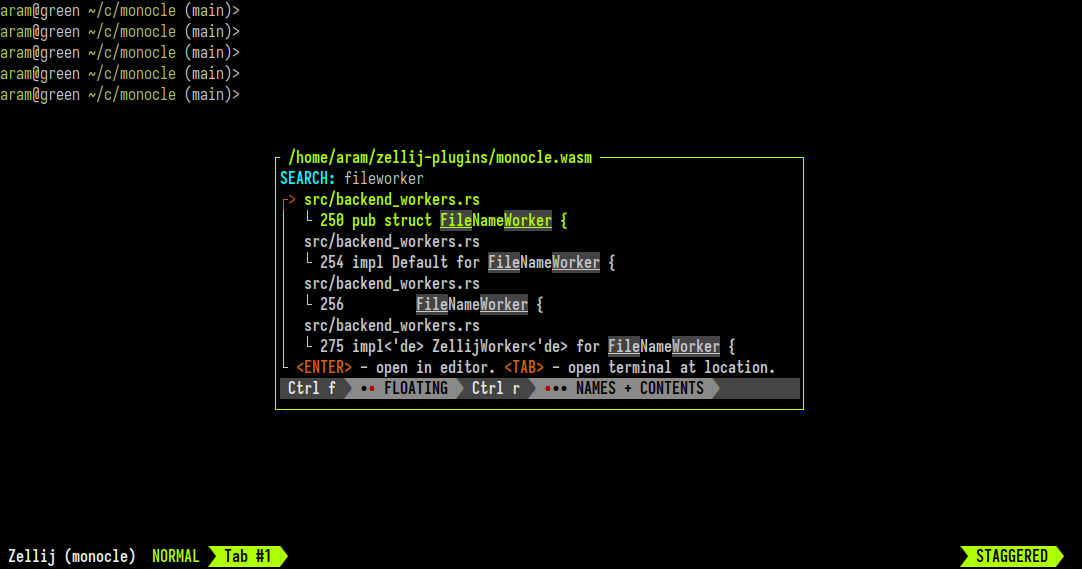 aram@green ~/c/monocle (main)>
aram@green ~/c/monocle (main)>
aram@green ~/c/monocle (main)>
aram@green ~/c/monocle (main)>
aram@green ~/c/monocle (main)>
/home/aram/zellij-plugins/monocle.wasm
SEARCH: fileworker
> src/backend_workers.rs
└ 250 pub struct FileNameWorker {
src/backend_workers.rs
└ 254 impl Default for FileNameWorker {
src/backend_workers.rs
└ 256 FileNameWorker {
src/backend_workers.rs
└ 275 impl<'de> ZellijWorker<'de> for FileNameWorker {
<ENTER> - open in editor. <TAB> - open terminal at location.
Ctrl f •• FLOATING Ctrl r ••• NAMES + CONTENTS
Zellij (monocle) NORMAL Tab #1 STAGGERED